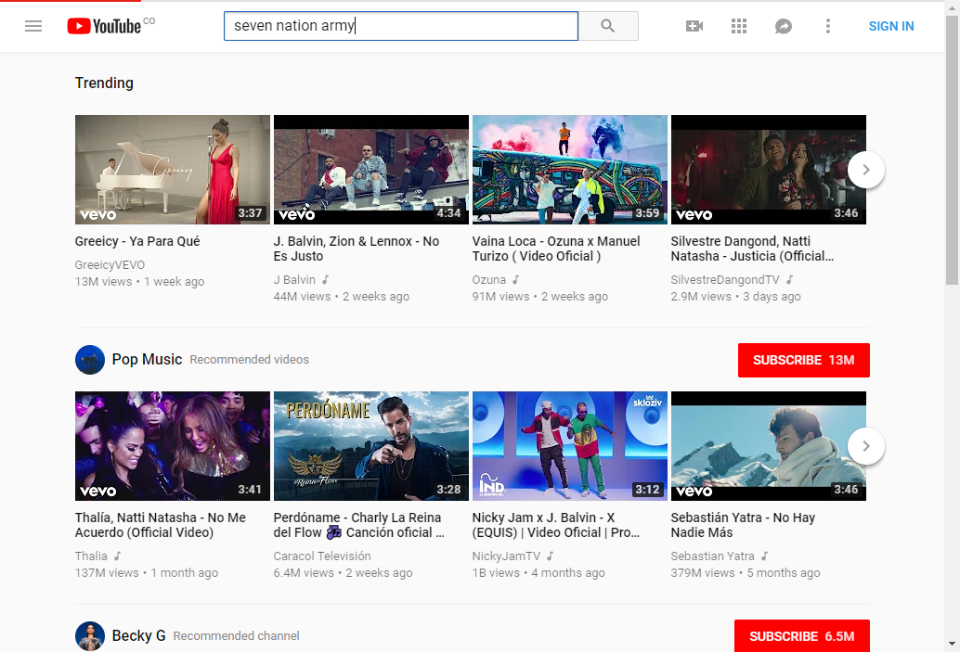 YouTube CO
seven nation army
SIGN IN
Trending
vevo 3:37
vevo 4:34
3:59
vevo 3:46
Greeicy - Ya Para Qué
GreeicyVEVO
13M views • 1 week ago
J. Balvin, Zion & Lennox - No
Es Justo
J Balvin
44M views • 2 weeks ago
Vaina Loca - Ozuna x Manuel
Turizo ( Video Oficial )
Ozuna
91M views • 2 weeks ago
Silvestre Dangond, Natti
Natasha - Justicia (Official...
SilvestreDangondTV
2.9M views • 3 days ago
Pop Music Recommended videos
SUBSCRIBE 13M
vevo 3:41
PERDÓNAME
3:28
skloziv
IND
3:12
vevo 3:46
Thalía, Natti Natasha - No Me
Acuerdo (Official Video)
Thalia
137M views • 1 month ago
Perdóname - Charly La Reina
del Flow 🎶 Canción oficial ...
Caracol Televisión
6.4M views • 2 weeks ago
Nicky Jam x J. Balvin - X
(EQUIS) | Video Oficial | Pro...
NickyJamTV
1B views • 4 months ago
Sebastián Yatra - No Hay
Nadie Más
Sebastian Yatra
379M views • 5 months ago
Becky G Recommended channel
SUBSCRIBE 6.5M